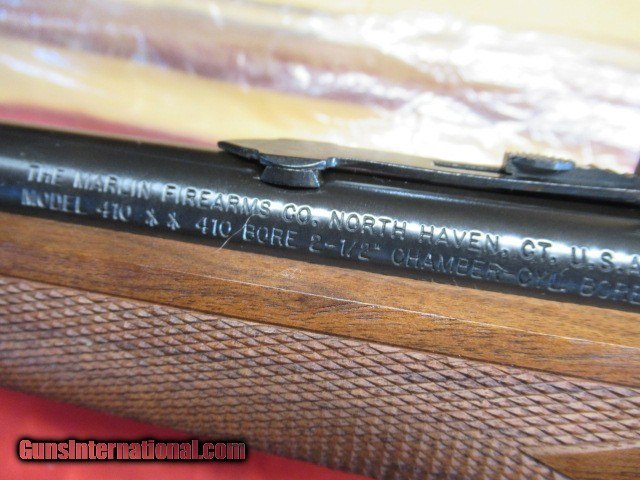 THE MARLIN FIREARMS CO. NORTH HAVEN, CT. U.S.A
MODEL 410 ⁂ 410 BORE 2-1/2" CHAMBER-CYL. BORE
GunsInternational.com